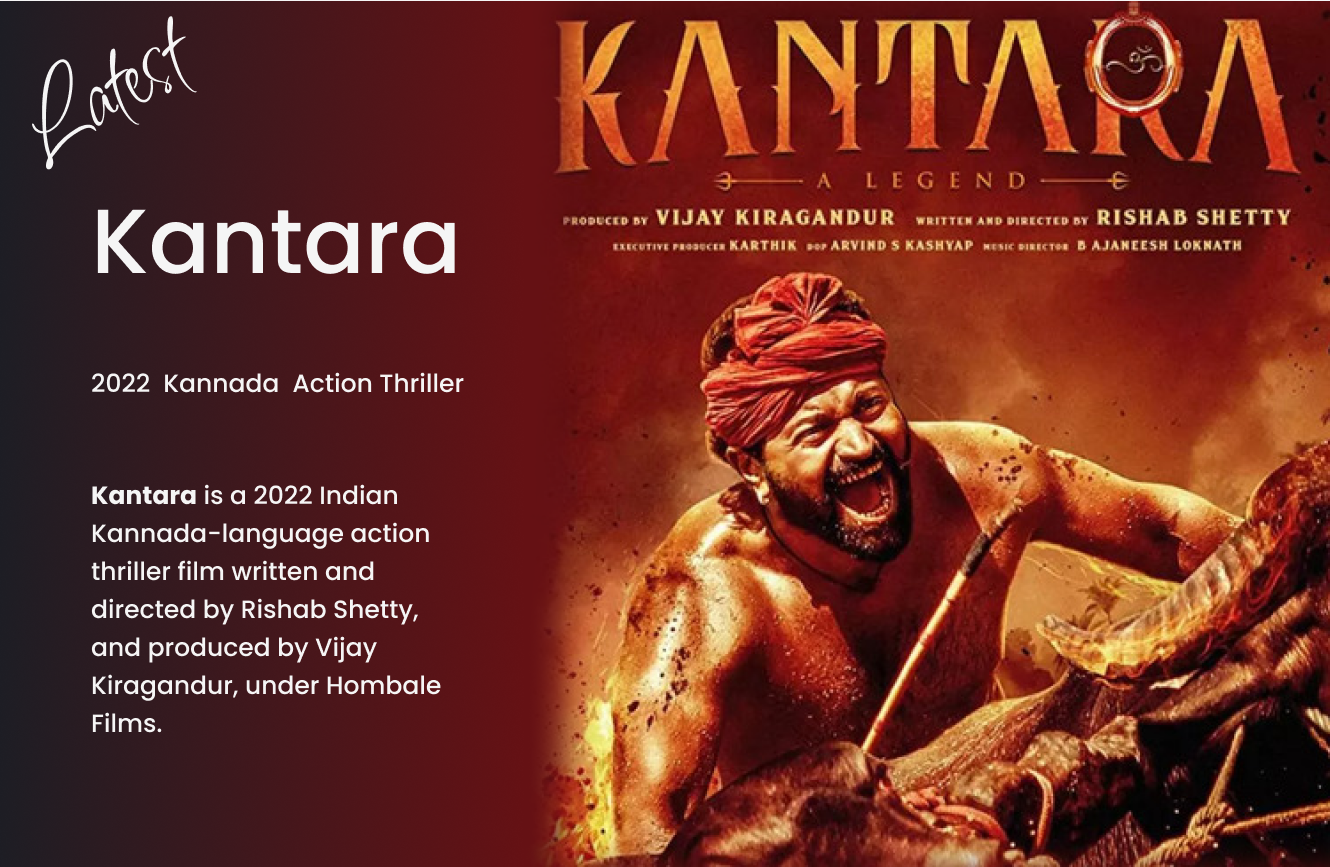 Latest
Kantara
2022 Kannada Action Thriller
Kantara is a 2022 Indian
Kannada-language action
thriller film written and
directed by Rishab Shetty,
and produced by Vijay
Kiragandur, under Hombale
Films.
KANTARA
A LEGEND
PRODUCED BY VIJAY KIRAGANDUR WRITTEN AND DIRECTED BY RISHAB SHETTY
EXECUTIVE PRODUCER KARTHIK DOP ARVIND S KASHYAP MUSIC DIRECTOR B AJANEESH LOKNATH